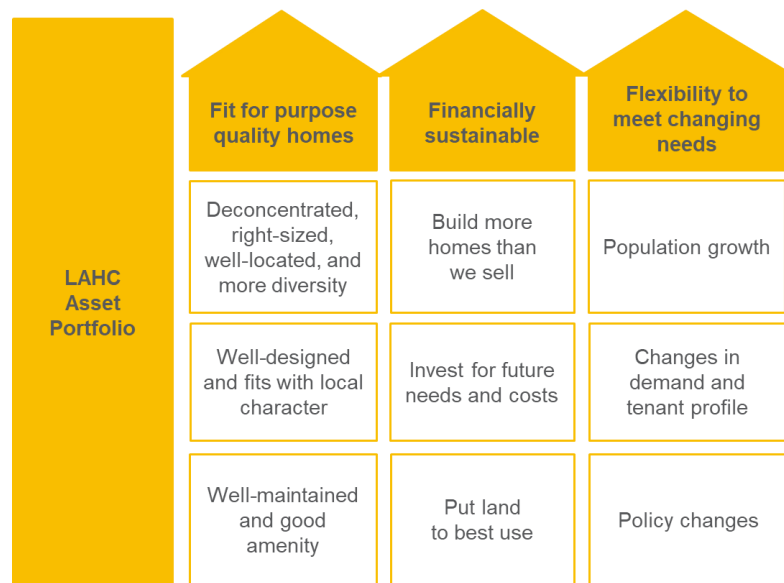 LAHC
Asset
Portfolio
Fit for purpose
quality homes
Deconcentrated,
right-sized,
well-located, and
more diversity
Well-designed
and fits with local
character
Well-maintained
and good
amenity
Financially
sustainable
Build more
homes than
we sell
Invest for future
needs and costs
Put land
to best use
Flexibility to
meet changing
needs
Population growth
Changes in
demand and
tenant profile
Policy changes